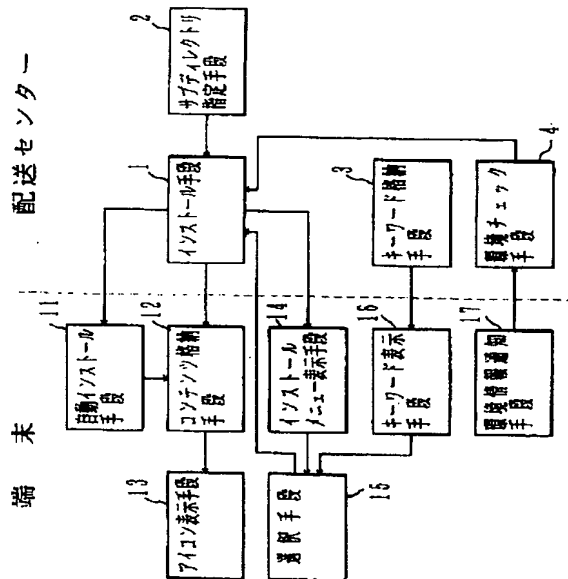 配送センター
2
サブディレクトリ
指定手段
1
インストール手段
3
キーワード格納
手段
4
環境チェック
手段
端末
11
自動インストール
手段
12
コンテンツ格納
手段
14
インストール
メニュー表示手段
16
キーワード表示
手段
17
環境情報通知
手段
13
アイコン表示手段
15
選択手段